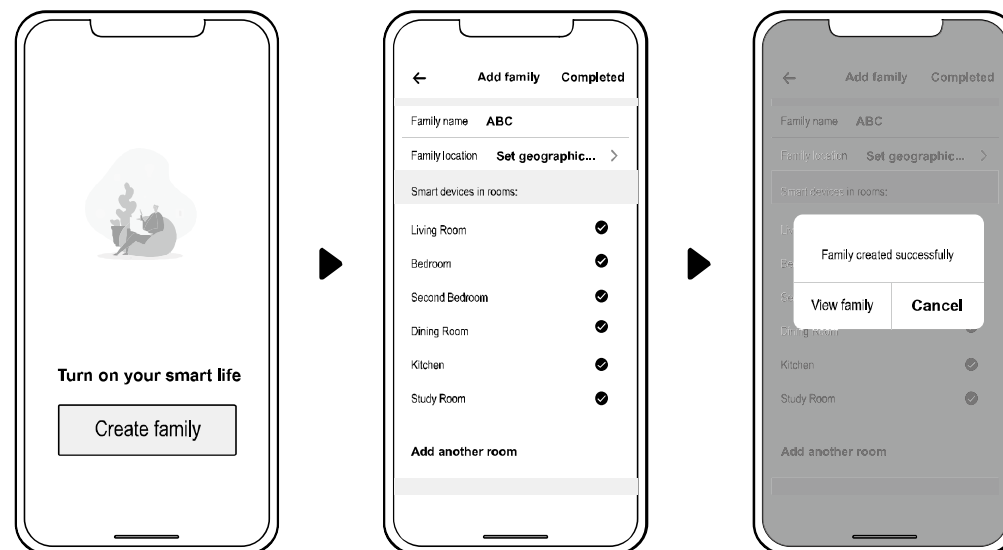 Turn on your smart life
Create family
Add family Completed
Family name ABC
Family location Set geographic...
Smart devices in rooms:
Living Room
Bedroom
Second Bedroom
Dining Room
Kitchen
Study Room
Add another room
Add family Completed
Family name ABC
Family location Set geographic...
Smart devices in rooms:
Family created successfully
View family Cancel
Dining Room
Kitchen
Study Room
Add another room